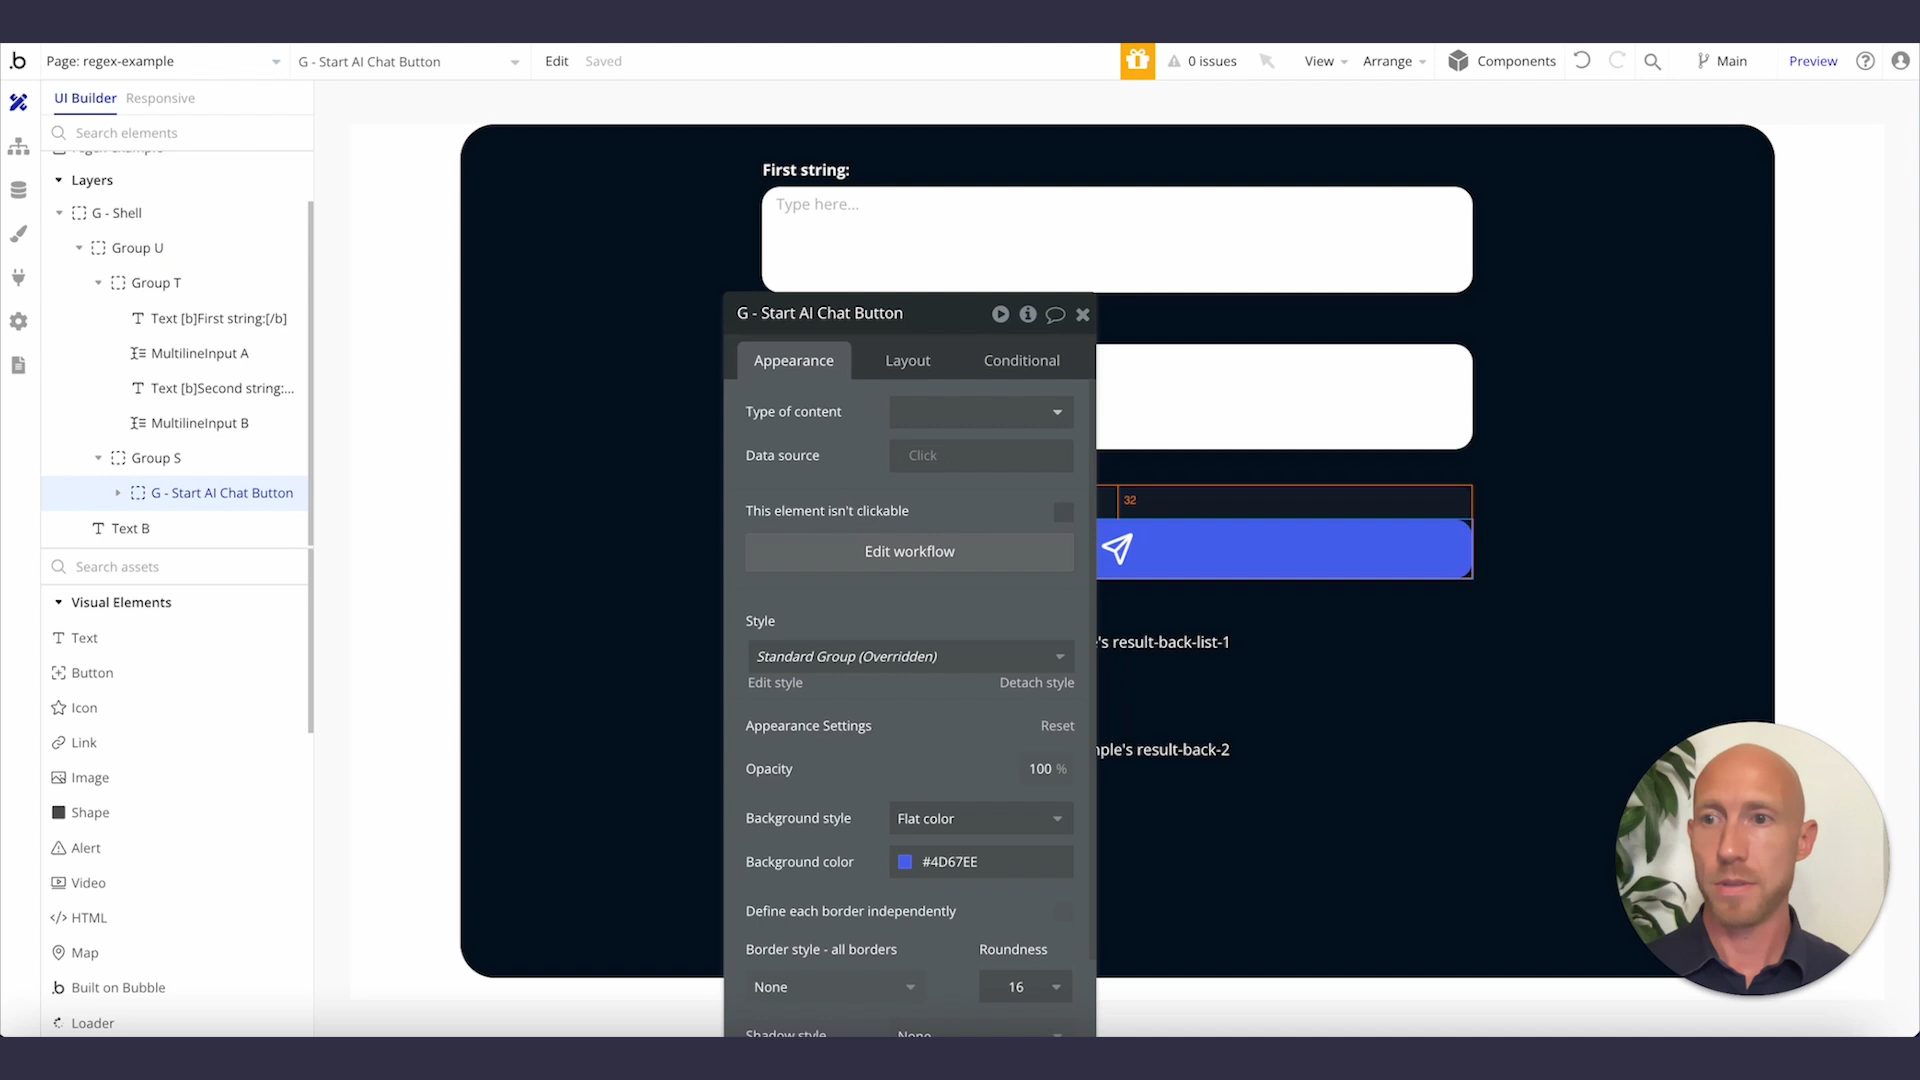 Page: regex-example
G - Start AI Chat Button
Edit
Saved
0 issues
View
Arrange
Components
Main
Preview
UI Builder
Responsive
Search elements
regex-example
Layers
G - Shell
Group U
Group T
Text [b]First string:[/b]
MultilineInput A
Text [b]Second string:...
MultilineInput B
Group S
G - Start AI Chat Button
Text B
Search assets
Visual Elements
Text
Button
Icon
Link
Image
Shape
Alert
Video
HTML
Map
Built on Bubble
Loader
First string:
Type here...
G - Start AI Chat Button
Appearance
Layout
Conditional
Type of content
Data source
Click
This element isn't clickable
Edit workflow
Style
Standard Group (Overridden)
Edit style
Detach style
Appearance Settings
Reset
Opacity
100 %
Background style
Flat color
Background color
#4D67EE
Define each border independently
Border style - all borders
Roundness
None
16
Shadow style
None
32
's result-back-list-1
ple's result-back-2